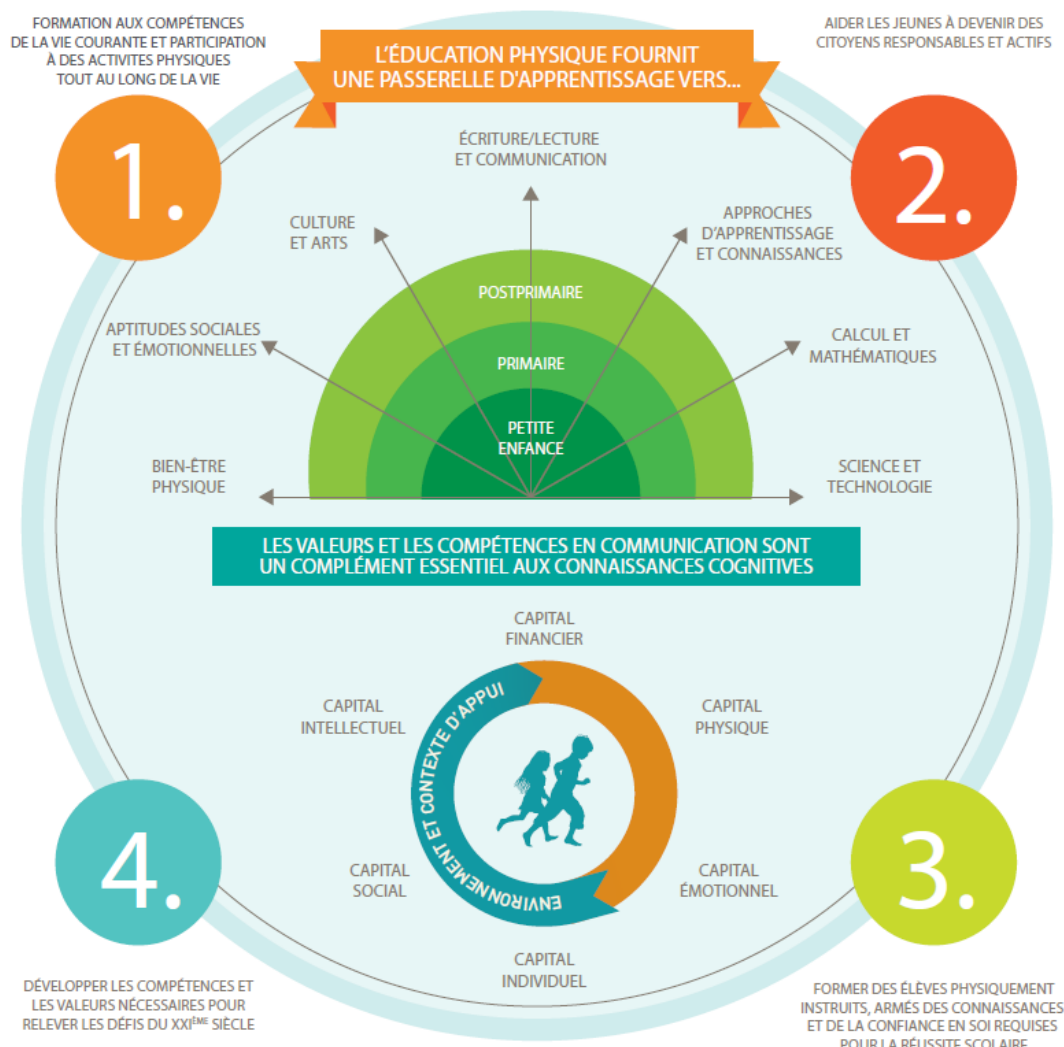 FORMATION AUX COMPÉTENCES
DE LA VIE COURANTE ET PARTICIPATION
À DES ACTIVITES PHYSIQUES
TOUT AU LONG DE LA VIE
1.
L'ÉDUCATION PHYSIQUE FOURNIT
UNE PASSERELLE D'APPRENTISSAGE VERS...
AIDER LES JEUNES À DEVENIR DES
CITOYENS RESPONSABLES ET ACTIFS
2.
ÉCRITURE/LECTURE
ET COMMUNICATION
CULTURE
ET ARTS
APPROCHES
D'APPRENTISSAGE
ET CONNAISSANCES
APTITUDES SOCIALES
ET ÉMOTIONNELLES
CALCUL ET
MATHÉMATIQUES
BIEN-ÊTRE
PHYSIQUE
SCIENCE ET
TECHNOLOGIE
POSTPRIMAIRE
PRIMAIRE
PETITE
ENFANCE
LES VALEURS ET LES COMPÉTENCES EN COMMUNICATION SONT
UN COMPLÉMENT ESSENTIEL AUX CONNAISSANCES COGNITIVES
CAPITAL
FINANCIER
CAPITAL
INTELLECTUEL
CAPITAL
PHYSIQUE
ENVIRONNEMENT ET CONTEXTE D'APPUI
CAPITAL
SOCIAL
CAPITAL
ÉMOTIONNEL
CAPITAL
INDIVIDUEL
4.
DÉVELOPPER LES COMPÉTENCES ET
LES VALEURS NÉCESSAIRES POUR
RELEVER LES DÉFIS DU XXIÈME SIÈCLE
3.
FORMER DES ÉLÈVES PHYSIQUEMENT
INSTRUITS, ARMÉS DES CONNAISSANCES
ET DE LA CONFIANCE EN SOI REQUISES
POUR LA RÉUSSITE SCOLAIRE